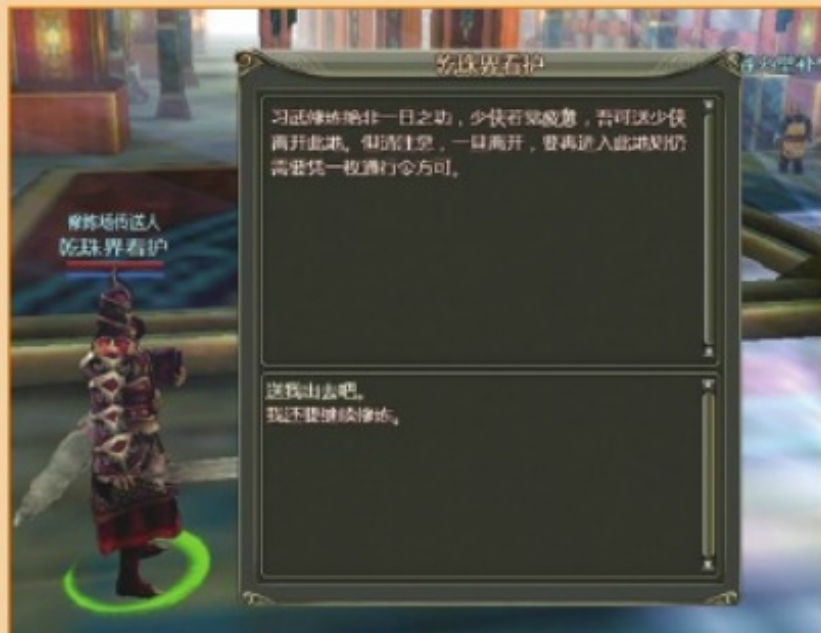 乾珠界看护
习武修炼绝非一日之功，少侠若觉疲惫，吾可送少侠
离开此地。但请注意，一旦离开，要再进入此地则仍
需要凭一枚通行令方可。
修炼场传送人
乾珠界看护
送我出去吧。
我还要继续修炼。